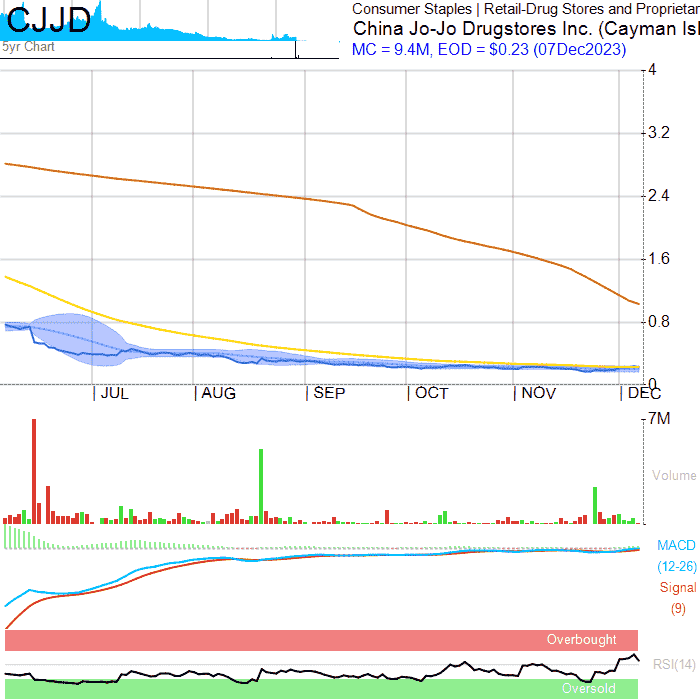 CJJD
5yr Chart
Consumer Staples | Retail-Drug Stores and Proprietar
China Jo-Jo Drugstores Inc. (Cayman Isl
MC = 9.4M, EOD = $0.23 (07Dec2023)
4
3.2
2.4
1.6
0.8
0
JUL
AUG
SEP
OCT
NOV
DEC
7M
Volume
MACD
(12-26)
Signal
(9)
Overbought
RSI(14)
Oversold